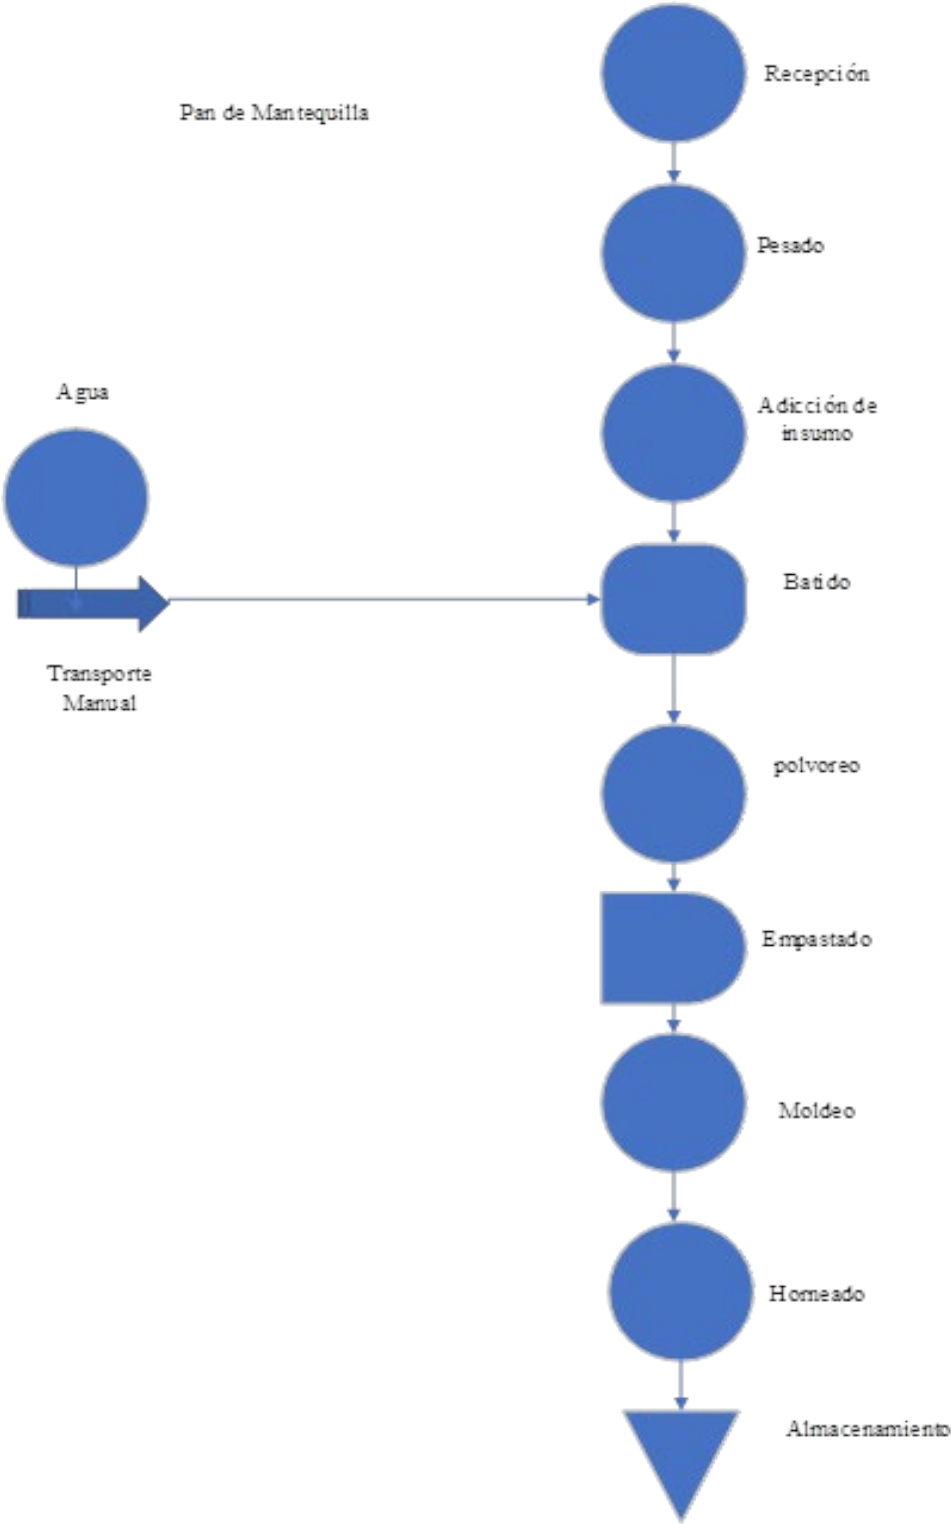 Recepción
Pan de Mantequilla
Pesado
Agua
Adicción de
insumo
Batido
Transporte
Manual
polvoreo
Empastado
Moldeo
Horneado
Almacenamiento